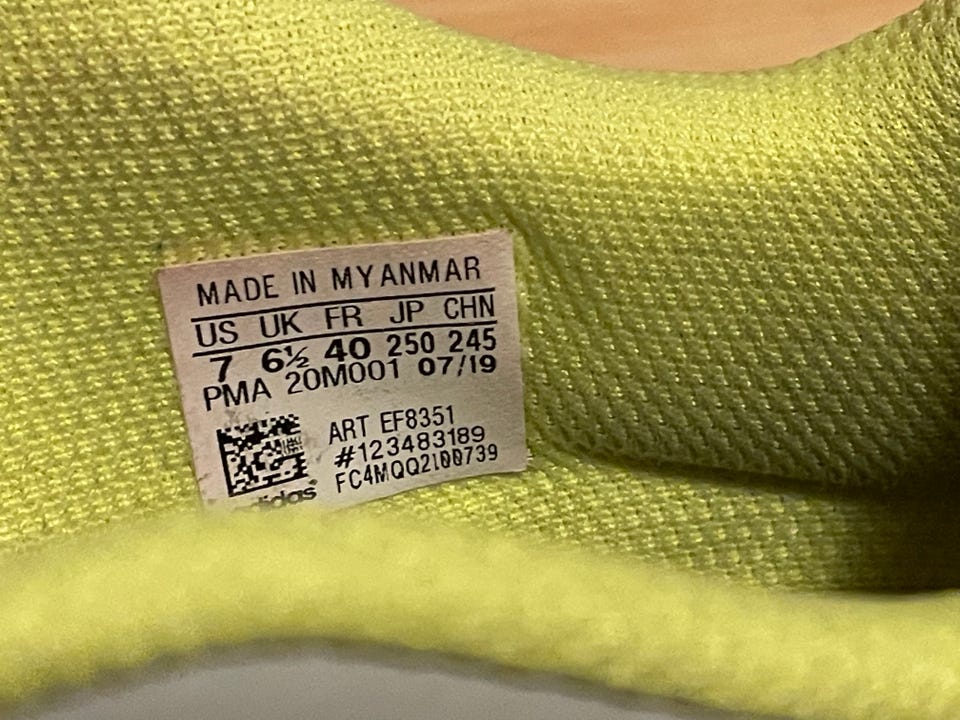 MADE IN MYANMAR
US UK FR JP CHN
7 6½ 40 250 245
PMA 20M001 07/19
ART EF8351
#123483189
FC4MQQ2I00739
adidas